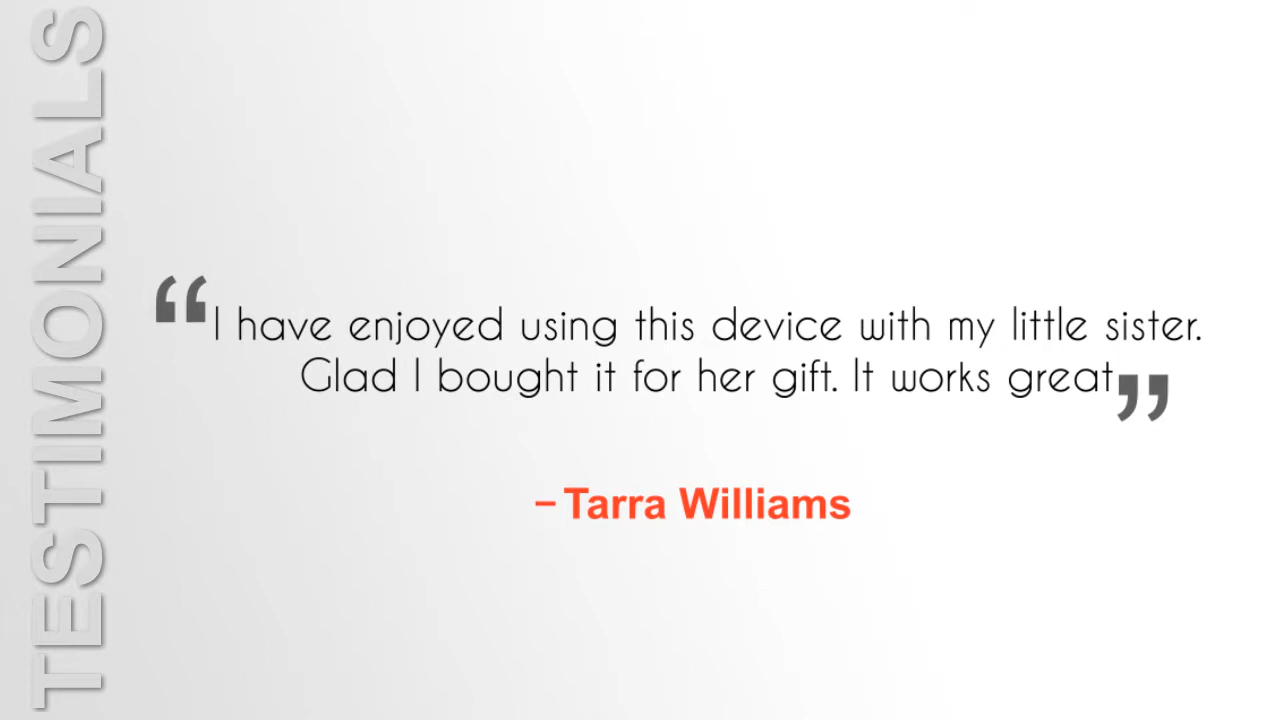 TESTIMONIALS
“I have enjoyed using this device with my little sister.
Glad I bought it for her gift. It works great”
– Tarra Williams